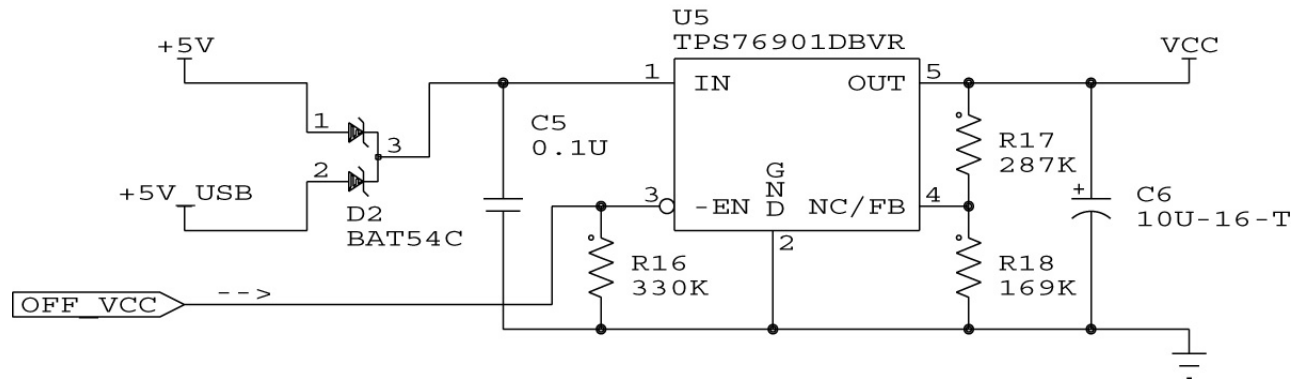 U5
TPS76901DBVR
+5V
VCC
1
IN
OUT
5
C5
0.1U
1
3
2
R17
287K
+5V_USB
D2
BAT54C
3
-EN
GND
NC/FB
4
2
C6
10U-16-T
+
R16
330K
R18
169K
OFF_VCC
-->